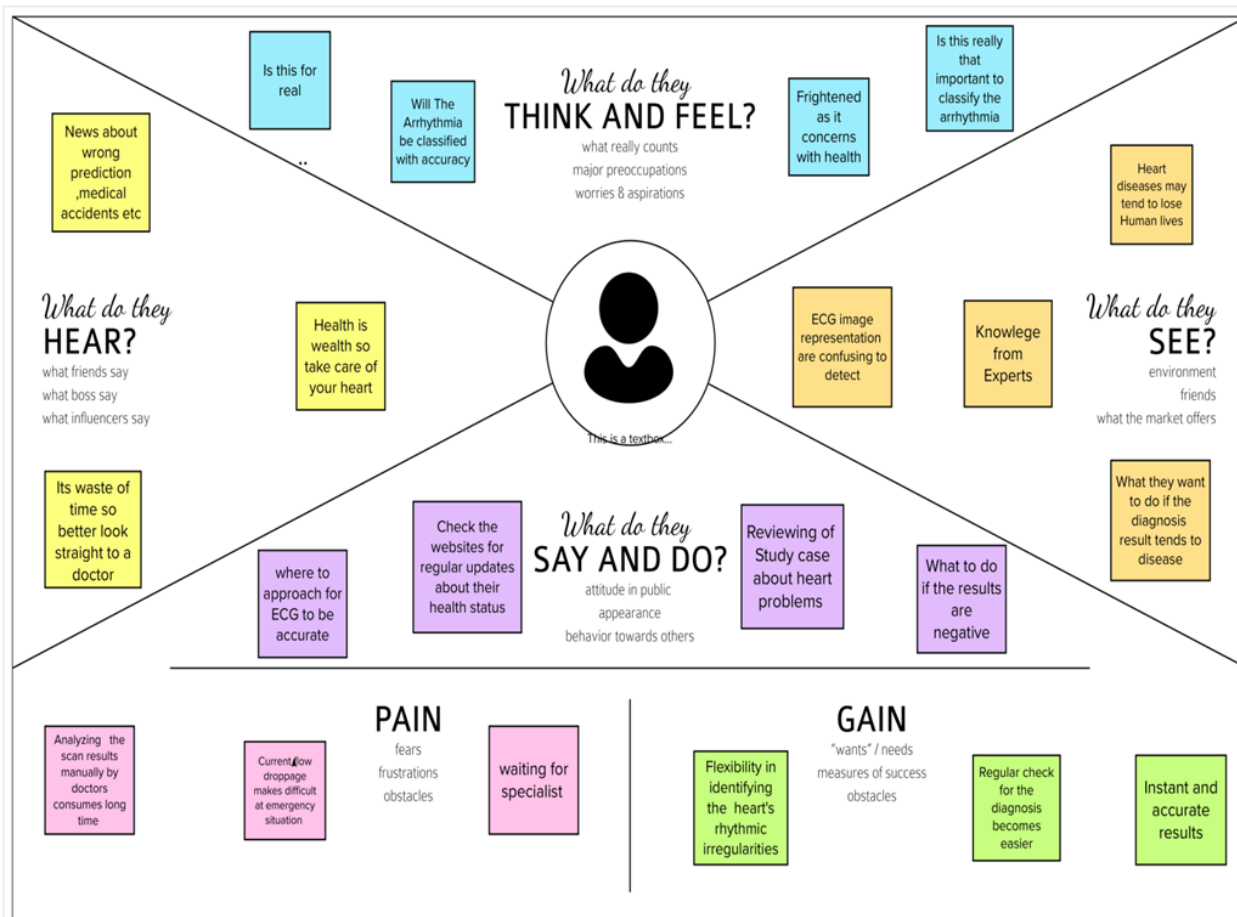 Is this for
real
Will The
Arrhythmia
be classified
with accuracy
..
What do they
THINK AND FEEL?
what really counts
major preoccupations
worries & aspirations
Frightened
as it
concerns
with health
Is this really
that
important to
classify the
arrhythmia
News about
wrong
prediction
,medical
accidents etc
What do they
HEAR?
what friends say
what boss say
what influencers say
Health is
wealth so
take care of
your heart
Its waste of
time so
better look
straight to a
doctor
This is a textbox...
Heart
diseases may
tend to lose
Human lives
ECG image
representation
are confusing to
detect
Knowlege
from
Experts
What do they
SEE?
environment
friends
what the market offers
What they want
to do if the
diagnosis
result tends to
disease
where to
approach for
ECG to be
accurate
Check the
websites for
regular updates
about their
health status
What do they
SAY AND DO?
attitude in public
appearance
behavior towards others
Reviewing of
Study case
about heart
problems
What to do
if the results
are
negative
PAIN
fears
frustrations
obstacles
Analyzing the
scan results
manually by
doctors
consumes long
time
Current flow
droppage
makes difficult
at emergency
situation
waiting for
specialist
GAIN
"wants" / needs
measures of success
obstacles
Flexibility in
identifying
the heart's
rhythmic
irregularities
Regular check
for the
diagnosis
becomes
easier
Instant and
accurate
results